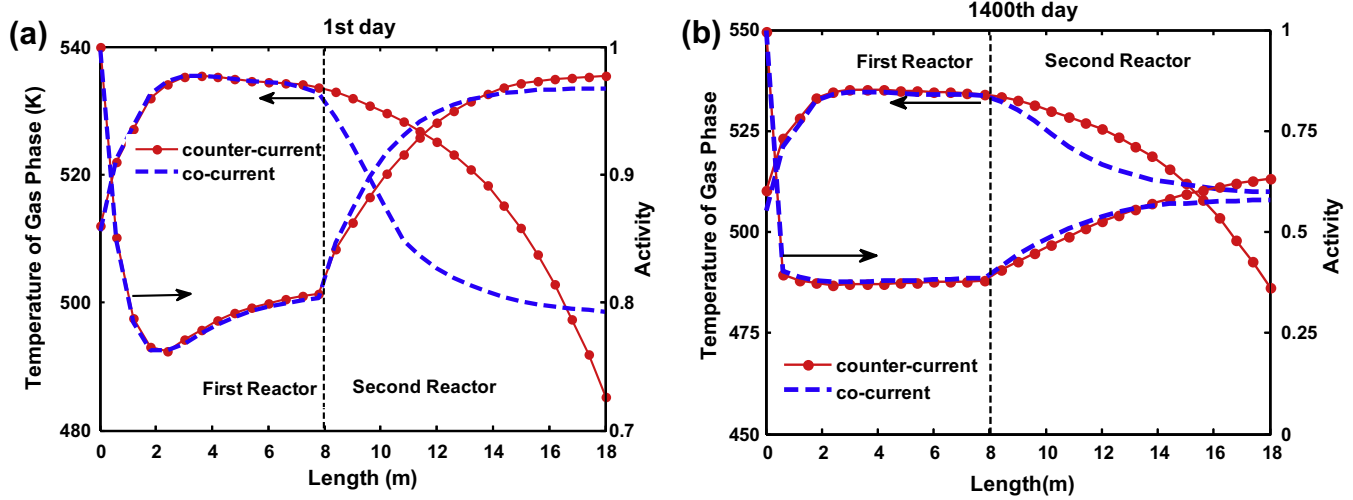 (a)
1st day
540
520
500
480
Temperature of Gas Phase (K)
1
0.9
0.8
0.7
Activity
counter-current
co-current
First Reactor
Second Reactor
0 2 4 6 8 10 12 14 16 18
Length (m)
(b)
1400th day
550
525
500
475
450
Temperature of Gas Phase
1
0.75
0.5
0.25
0
Activity
First Reactor
Second Reactor
counter-current
co-current
0 2 4 6 8 10 12 14 16 18
Length(m)